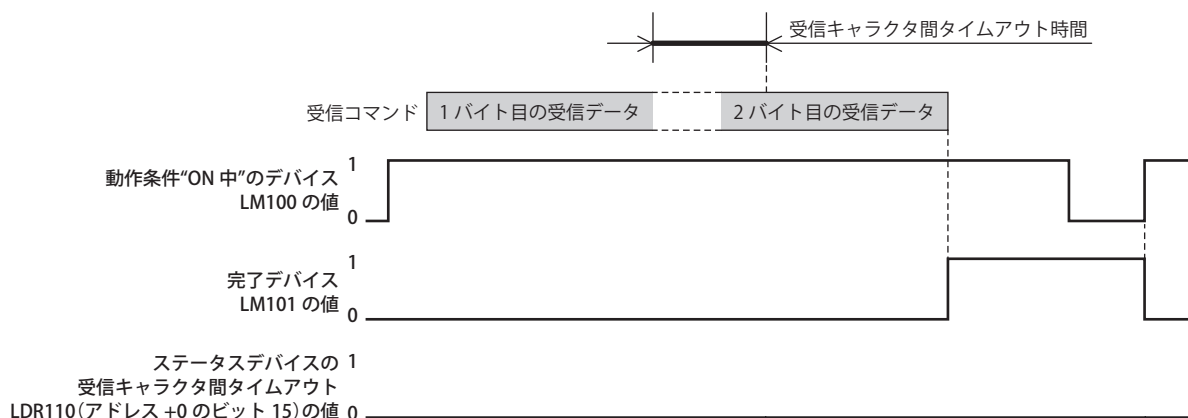 受信キャラクタ間タイムアウト時間
受信コマンド
1 バイト目の受信データ
2 バイト目の受信データ
動作条件“ON 中”のデバイス
LM100 の値
1
0
完了デバイス
LM101 の値
1
0
ステータスデバイスの
受信キャラクタ間タイムアウト
LDR110(アドレス +0 のビット 15)の値
1
0